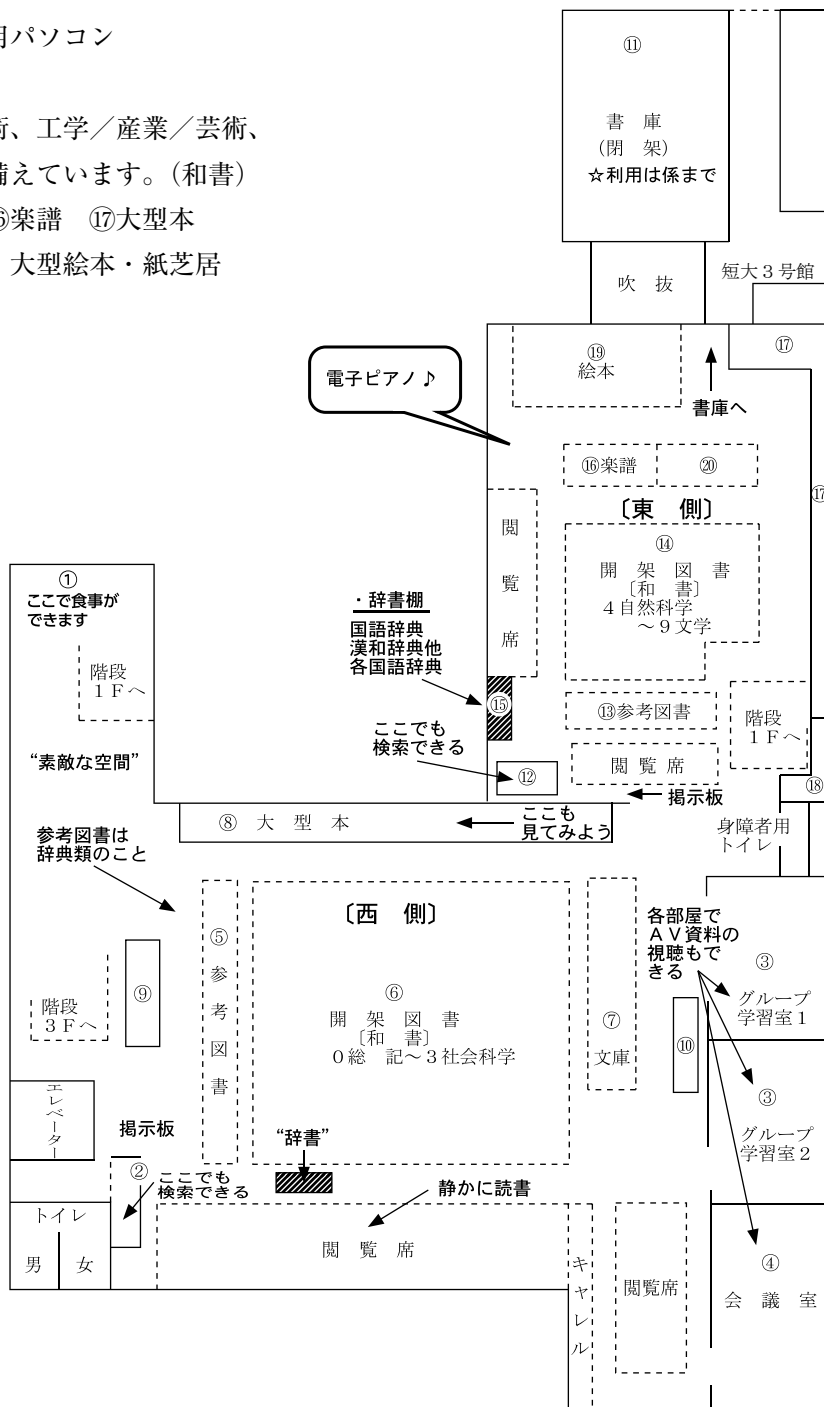 用パソコン
術、工学／産業／芸術、
備えています。（和書）
⑯楽譜　⑰大型本
大型絵本・紙芝居
⑪
書　庫
（閉　架）
☆利用は係まで
吹　抜
短大３号館
⑰
⑲
絵本
電子ピアノ♪
書庫へ
⑯楽譜
⑳
⑰
〔東　側〕
閲覧席
⑭
開　架　図　書
〔和　書〕
４自然科学
～９文学
①
ここで食事が
できます
階段
１Ｆへ
・辞書棚
国語辞典
漢和辞典他
各国語辞典
⑮
⑬参考図書
階段
１Ｆへ
ここでも
検索できる
⑫
閲　覧　席
“素敵な空間”
掲示板
⑱
⑧　大　型　本
ここも
見てみよう
身障者用
トイレ
参考図書は
辞典類のこと
〔西　側〕
⑤参考図書
各部屋で
ＡＶ資料の
視聴もで
きる
③
グループ
学習室１
⑨
⑥
開　架　図　書
〔和　書〕
０総　記～３社会科学
⑦
文庫
⑩
階段
３Ｆへ
③
グループ
学習室２
エレベーター
掲示板
“辞書”
②
ここでも
検索できる
静かに読書
トイレ
男
女
閲　覧　席
キャレル
閲覧席
④
会　議　室